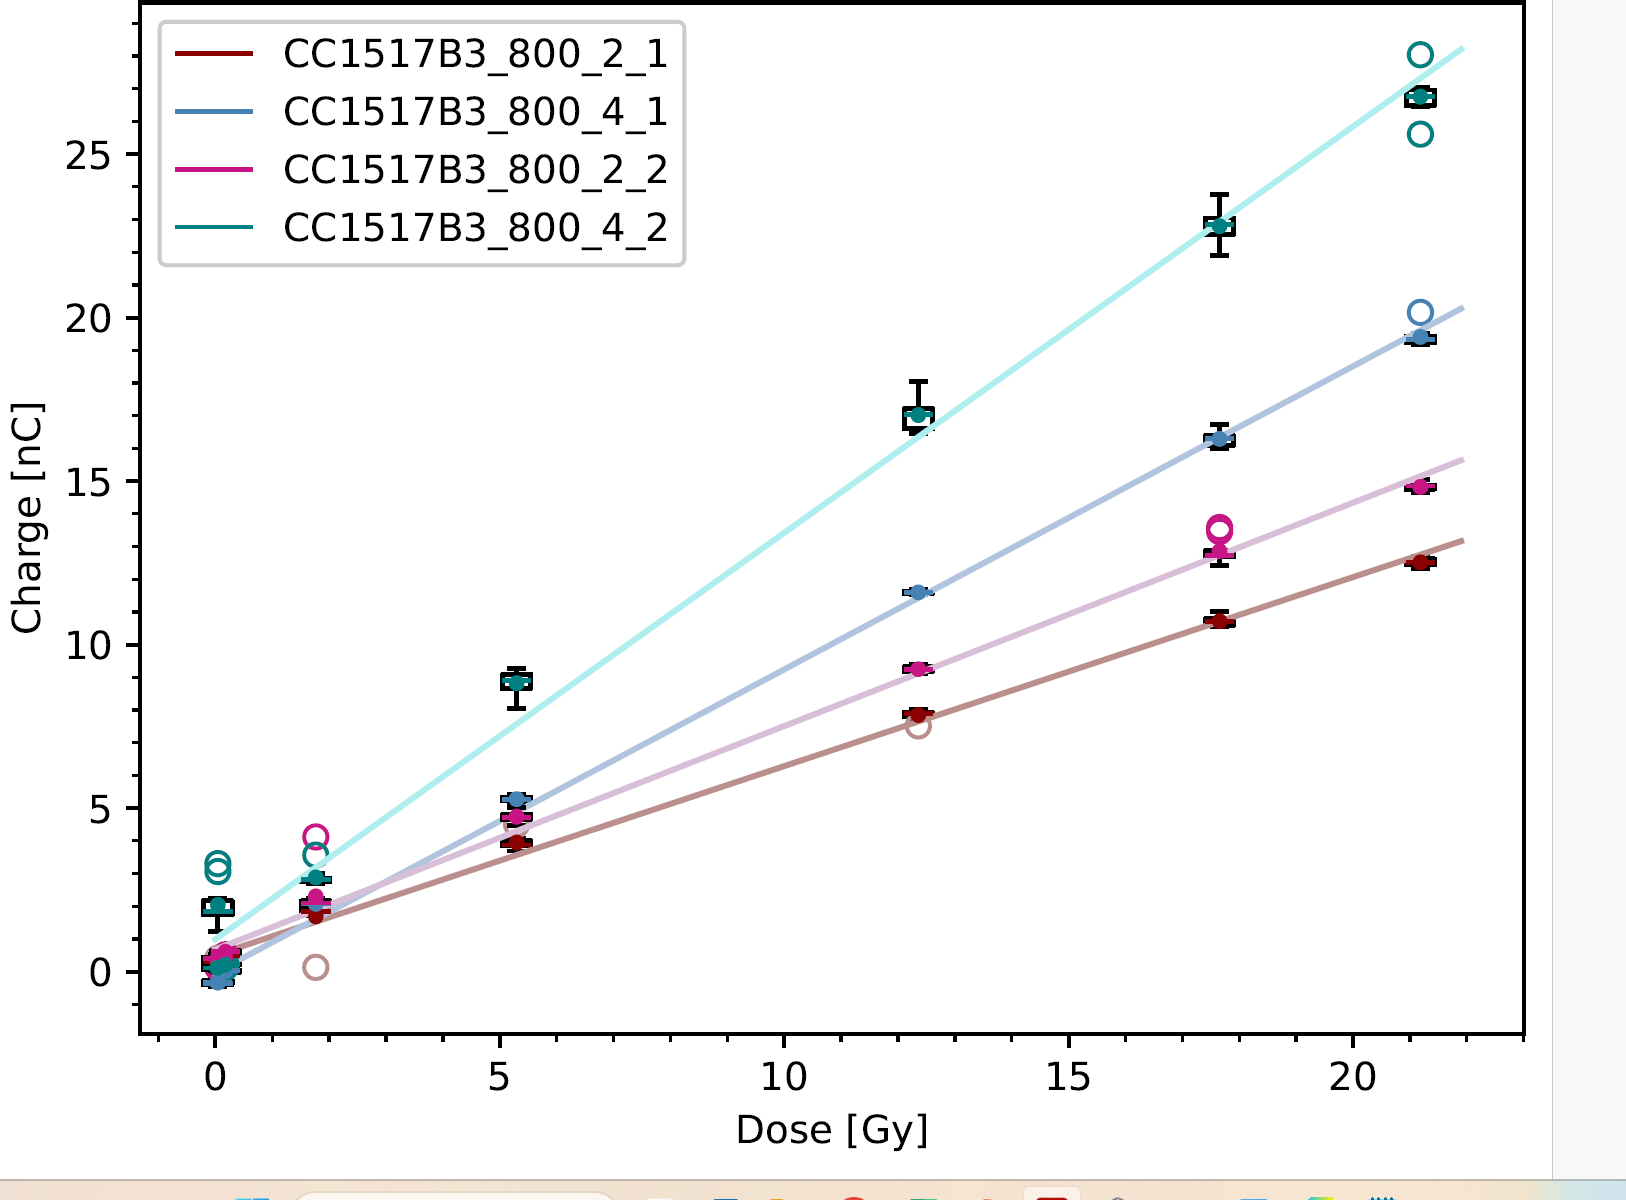 CC1517B3_800_2_1
CC1517B3_800_4_1
CC1517B3_800_2_2
CC1517B3_800_4_2
25
20
15
10
5
0
Charge [nC]
0 5 10 15 20
Dose [Gy]